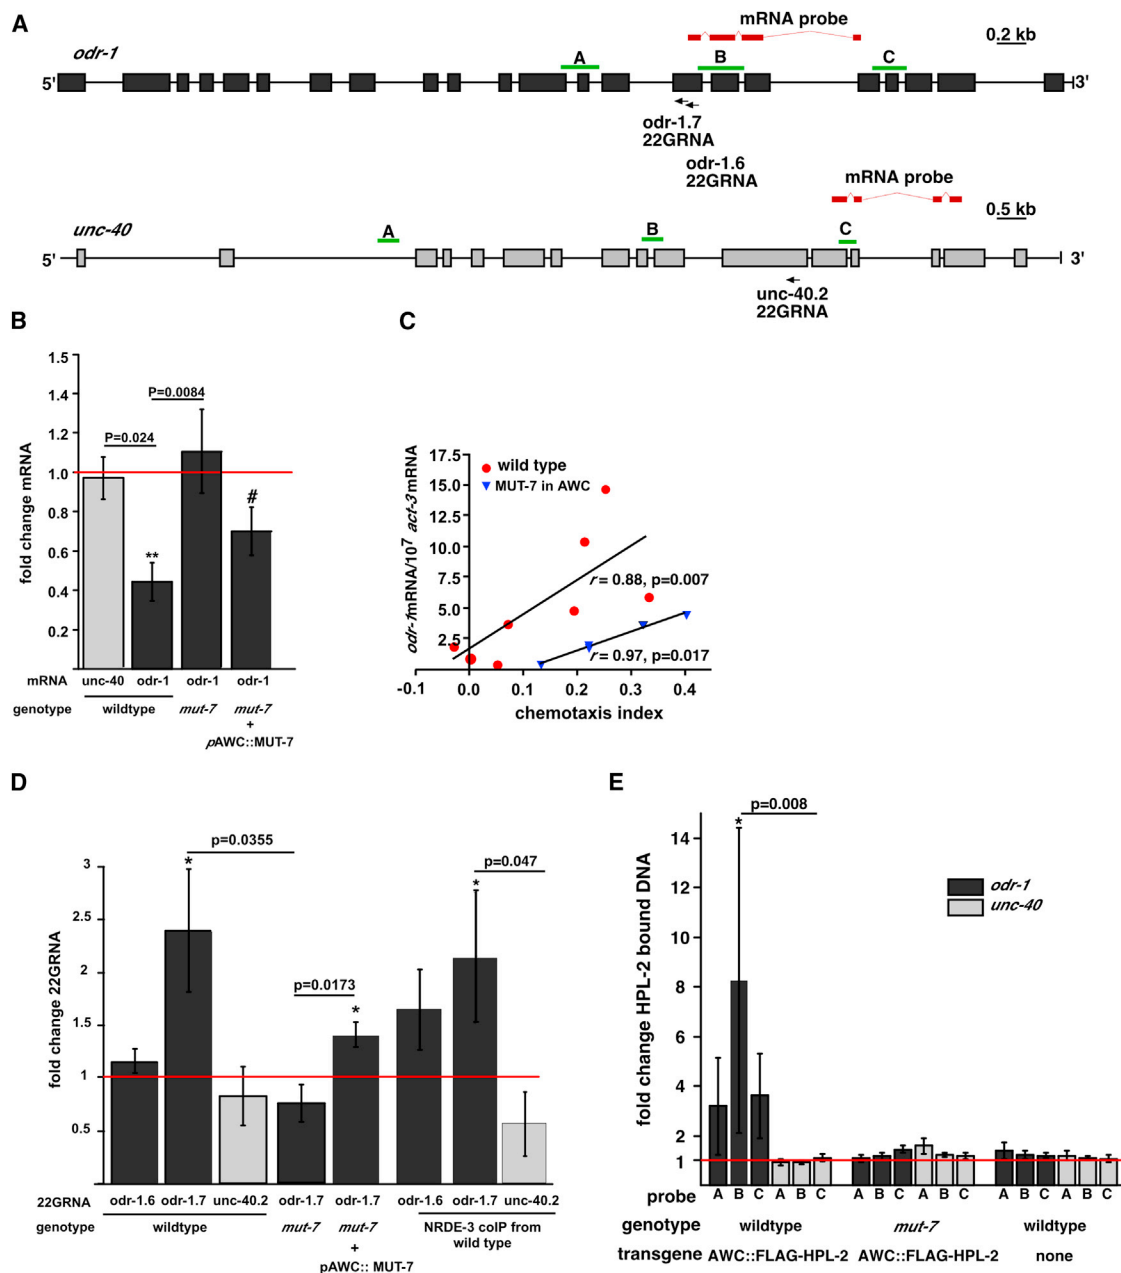 A
mRNA probe
0.2 kb
odr-1
A
B
C
5'
3'
odr-1.7
22GRNA
odr-1.6
22GRNA
mRNA probe
0.5 kb
unc-40
A
B
C
5'
3'
unc-40.2
22GRNA
B
fold change mRNA
1.5
1.4
1.2
1.0
0.8
0.6
0.4
0.2
P=0.024
P=0.0084
**
#
mRNA unc-40 odr-1 odr-1 odr-1
genotype wildtype mut-7 mut-7
+
pAWC::MUT-7
C
odr-1mRNA/10⁷ act-3 mRNA
17.5
15.0
12.5
10.0
7.5
5.0
2.5
wild type
MUT-7 in AWC
r= 0.88, p=0.007
r= 0.97, p=0.017
-0.1 0.0 0.1 0.2 0.3 0.4
chemotaxis index
D
fold change 22GRNA
3
2.5
2
1.5
1
0.5
p=0.0355
*
p=0.0173
*
p=0.047
*
22GRNA odr-1.6 odr-1.7 unc-40.2 odr-1.7 odr-1.7 odr-1.6 odr-1.7 unc-40.2
genotype wildtype mut-7 mut-7 NRDE-3 coIP from
+ wild type
pAWC:: MUT-7
E
fold change HPL-2 bound DNA
14
12
10
8
6
4
2
1
p=0.008
*
odr-1
unc-40
probe A B C A B C A B C A B C A B C A B C
genotype wildtype mut-7 wildtype
transgene AWC::FLAG-HPL-2 AWC::FLAG-HPL-2 none